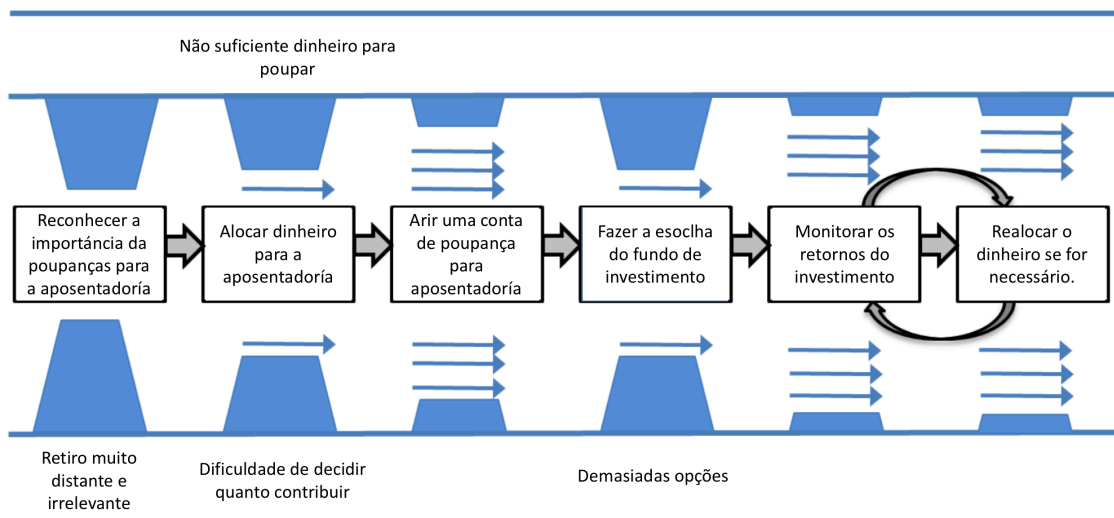 Não suficiente dinheiro para
poupar
Reconhecer a
importáncia da
poupanças para
a aposentadoría
Alocar dinheiro
para a
aposentadoría
Arir uma conta
de poupança
para
aposentadoría
Fazer a esoclha
do fundo de
investimento
Monitorar os
retornos do
investimento
Realocar o
dinheiro se for
necessário.
Retiro muito
distante e
irrelevante
Dificuldade de decidir
quanto contribuir
Demasiadas opções